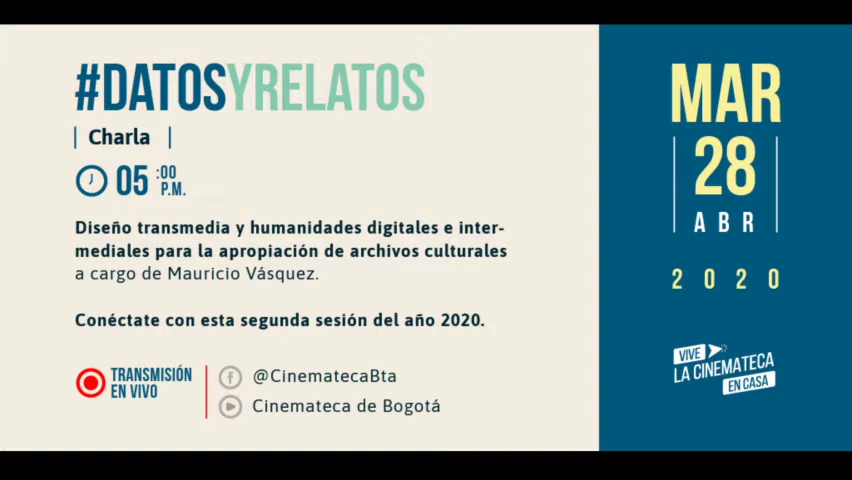 #DATOSYRELATOS
| Charla |
05 :00 P.M.
Diseño transmedia y humanidades digitales e inter-
mediales para la apropiación de archivos culturales
a cargo de Mauricio Vásquez.
Conéctate con esta segunda sesión del año 2020.
TRANSMISIÓN
EN VIVO
@CinematecaBta
Cinemateca de Bogotá
MAR
28
ABR
2020
VIVE
LA CINEMATECA
EN CASA